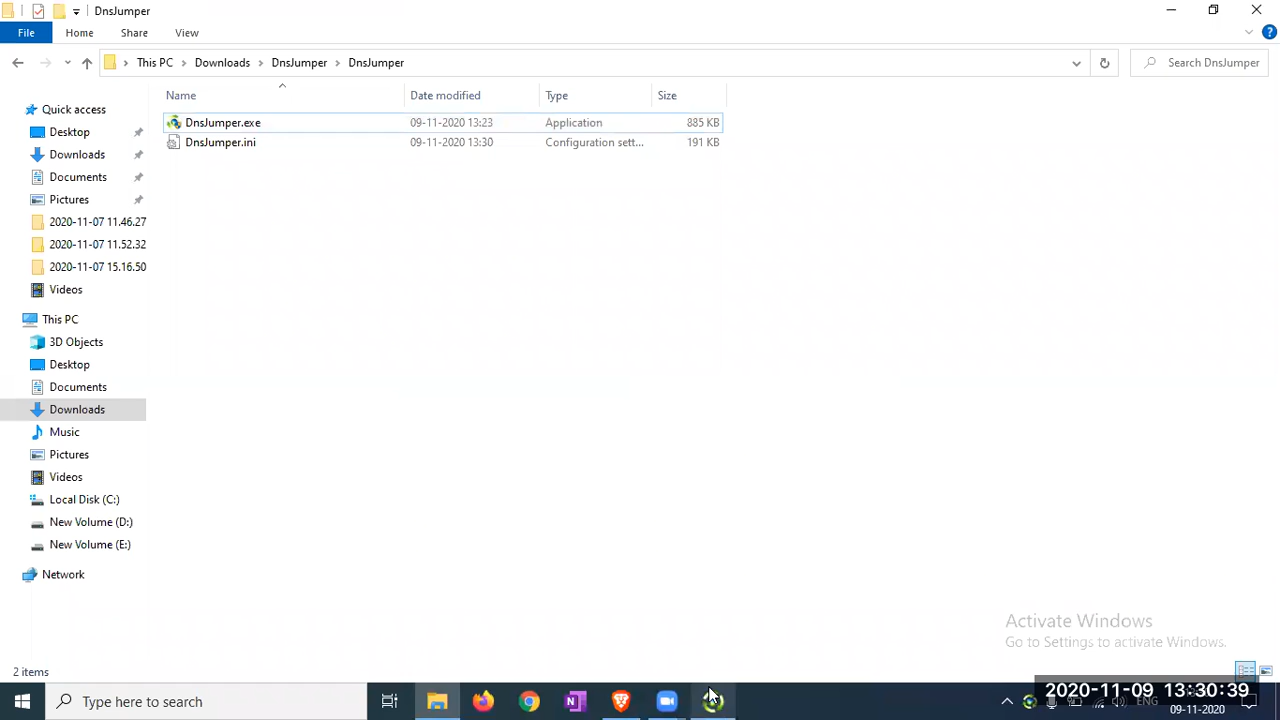 DnsJumper
File Home Share View
This PC Downloads DnsJumper DnsJumper Search DnsJumper
Name Date modified Type Size
DnsJumper.exe 09-11-2020 13:23 Application 885 KB
DnsJumper.ini 09-11-2020 13:30 Configuration sett... 191 KB
Quick access
Desktop
Downloads
Documents
Pictures
2020-11-07 11.46.27
2020-11-07 11.52.32
2020-11-07 15.16.50
Videos
This PC
3D Objects
Desktop
Documents
Downloads
Music
Pictures
Videos
Local Disk (C:)
New Volume (D:)
New Volume (E:)
Network
Activate Windows
Go to Settings to activate Windows.
2 items
Type here to search
ENG
2020-11-09 13:30:39
09-11-2020